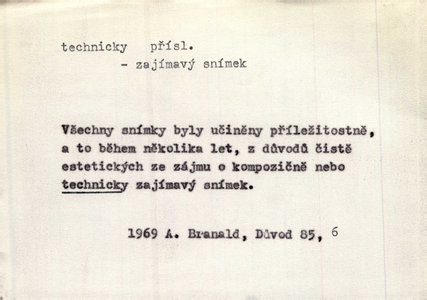 technicky přísl.
- zajímavý snímek
Všechny snímky byly učiněny příležitostně,
a to během několika let, z důvodů čistě
estetických ze zájmu o kompozičně nebo
technicky zajímavý snímek.
1969 A. Branald, Důvod 85, 6